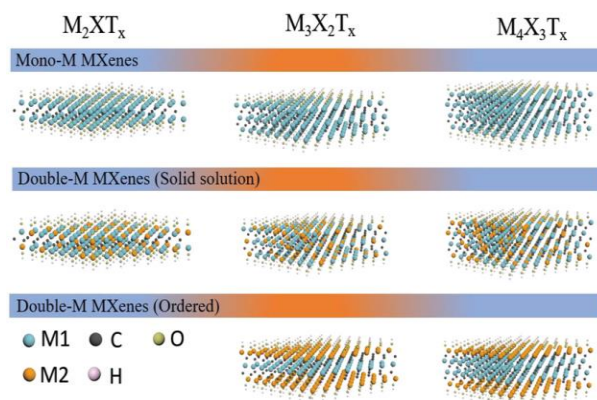 M₂XTₓ M₃X₂Tₓ M₄X₃Tₓ
Mono-M MXenes
Double-M MXenes (Solid solution)
Double-M MXenes (Ordered)
M1 C O
M2 H